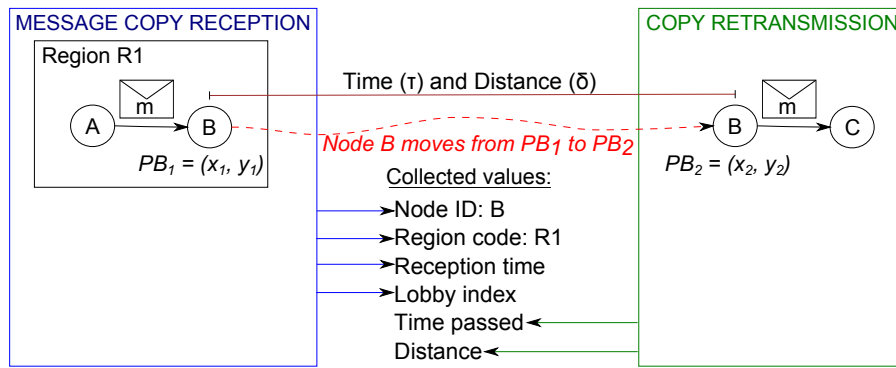 MESSAGE COPY RECEPTION
COPY RETRANSMISSION
Region R1
m
A
B
PB₁ = (x₁, y₁)
Time (τ) and Distance (δ)
Node B moves from PB₁ to PB₂
m
B
C
PB₂ = (x₂, y₂)
Collected values:
Node ID: B
Region code: R1
Reception time
Lobby index
Time passed
Distance